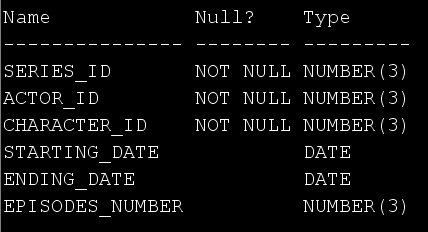 Name Null? Type
--------------- -------- ---------
SERIES_ID NOT NULL NUMBER(3)
ACTOR_ID NOT NULL NUMBER(3)
CHARACTER_ID NOT NULL NUMBER(3)
STARTING_DATE DATE
ENDING_DATE DATE
EPISODES_NUMBER NUMBER(3)